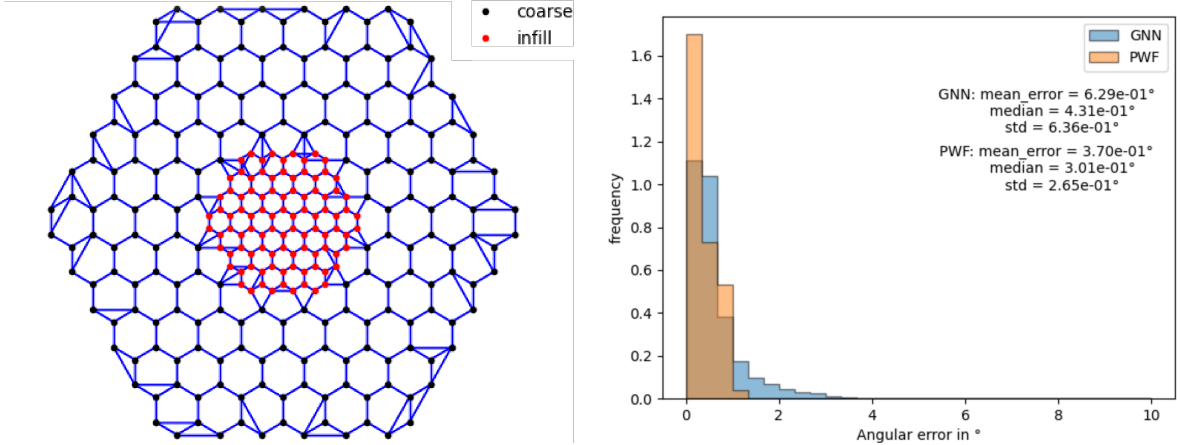 coarse
infill
GNN
PWF
GNN: mean_error = 6.29e-01°
median = 4.31e-01°
std = 6.36e-01°
PWF: mean_error = 3.70e-01°
median = 3.01e-01°
std = 2.65e-01°
frequency
1.6
1.4
1.2
1.0
0.8
0.6
0.4
0.2
0.0
0
2
4
6
8
10
Angular error in °